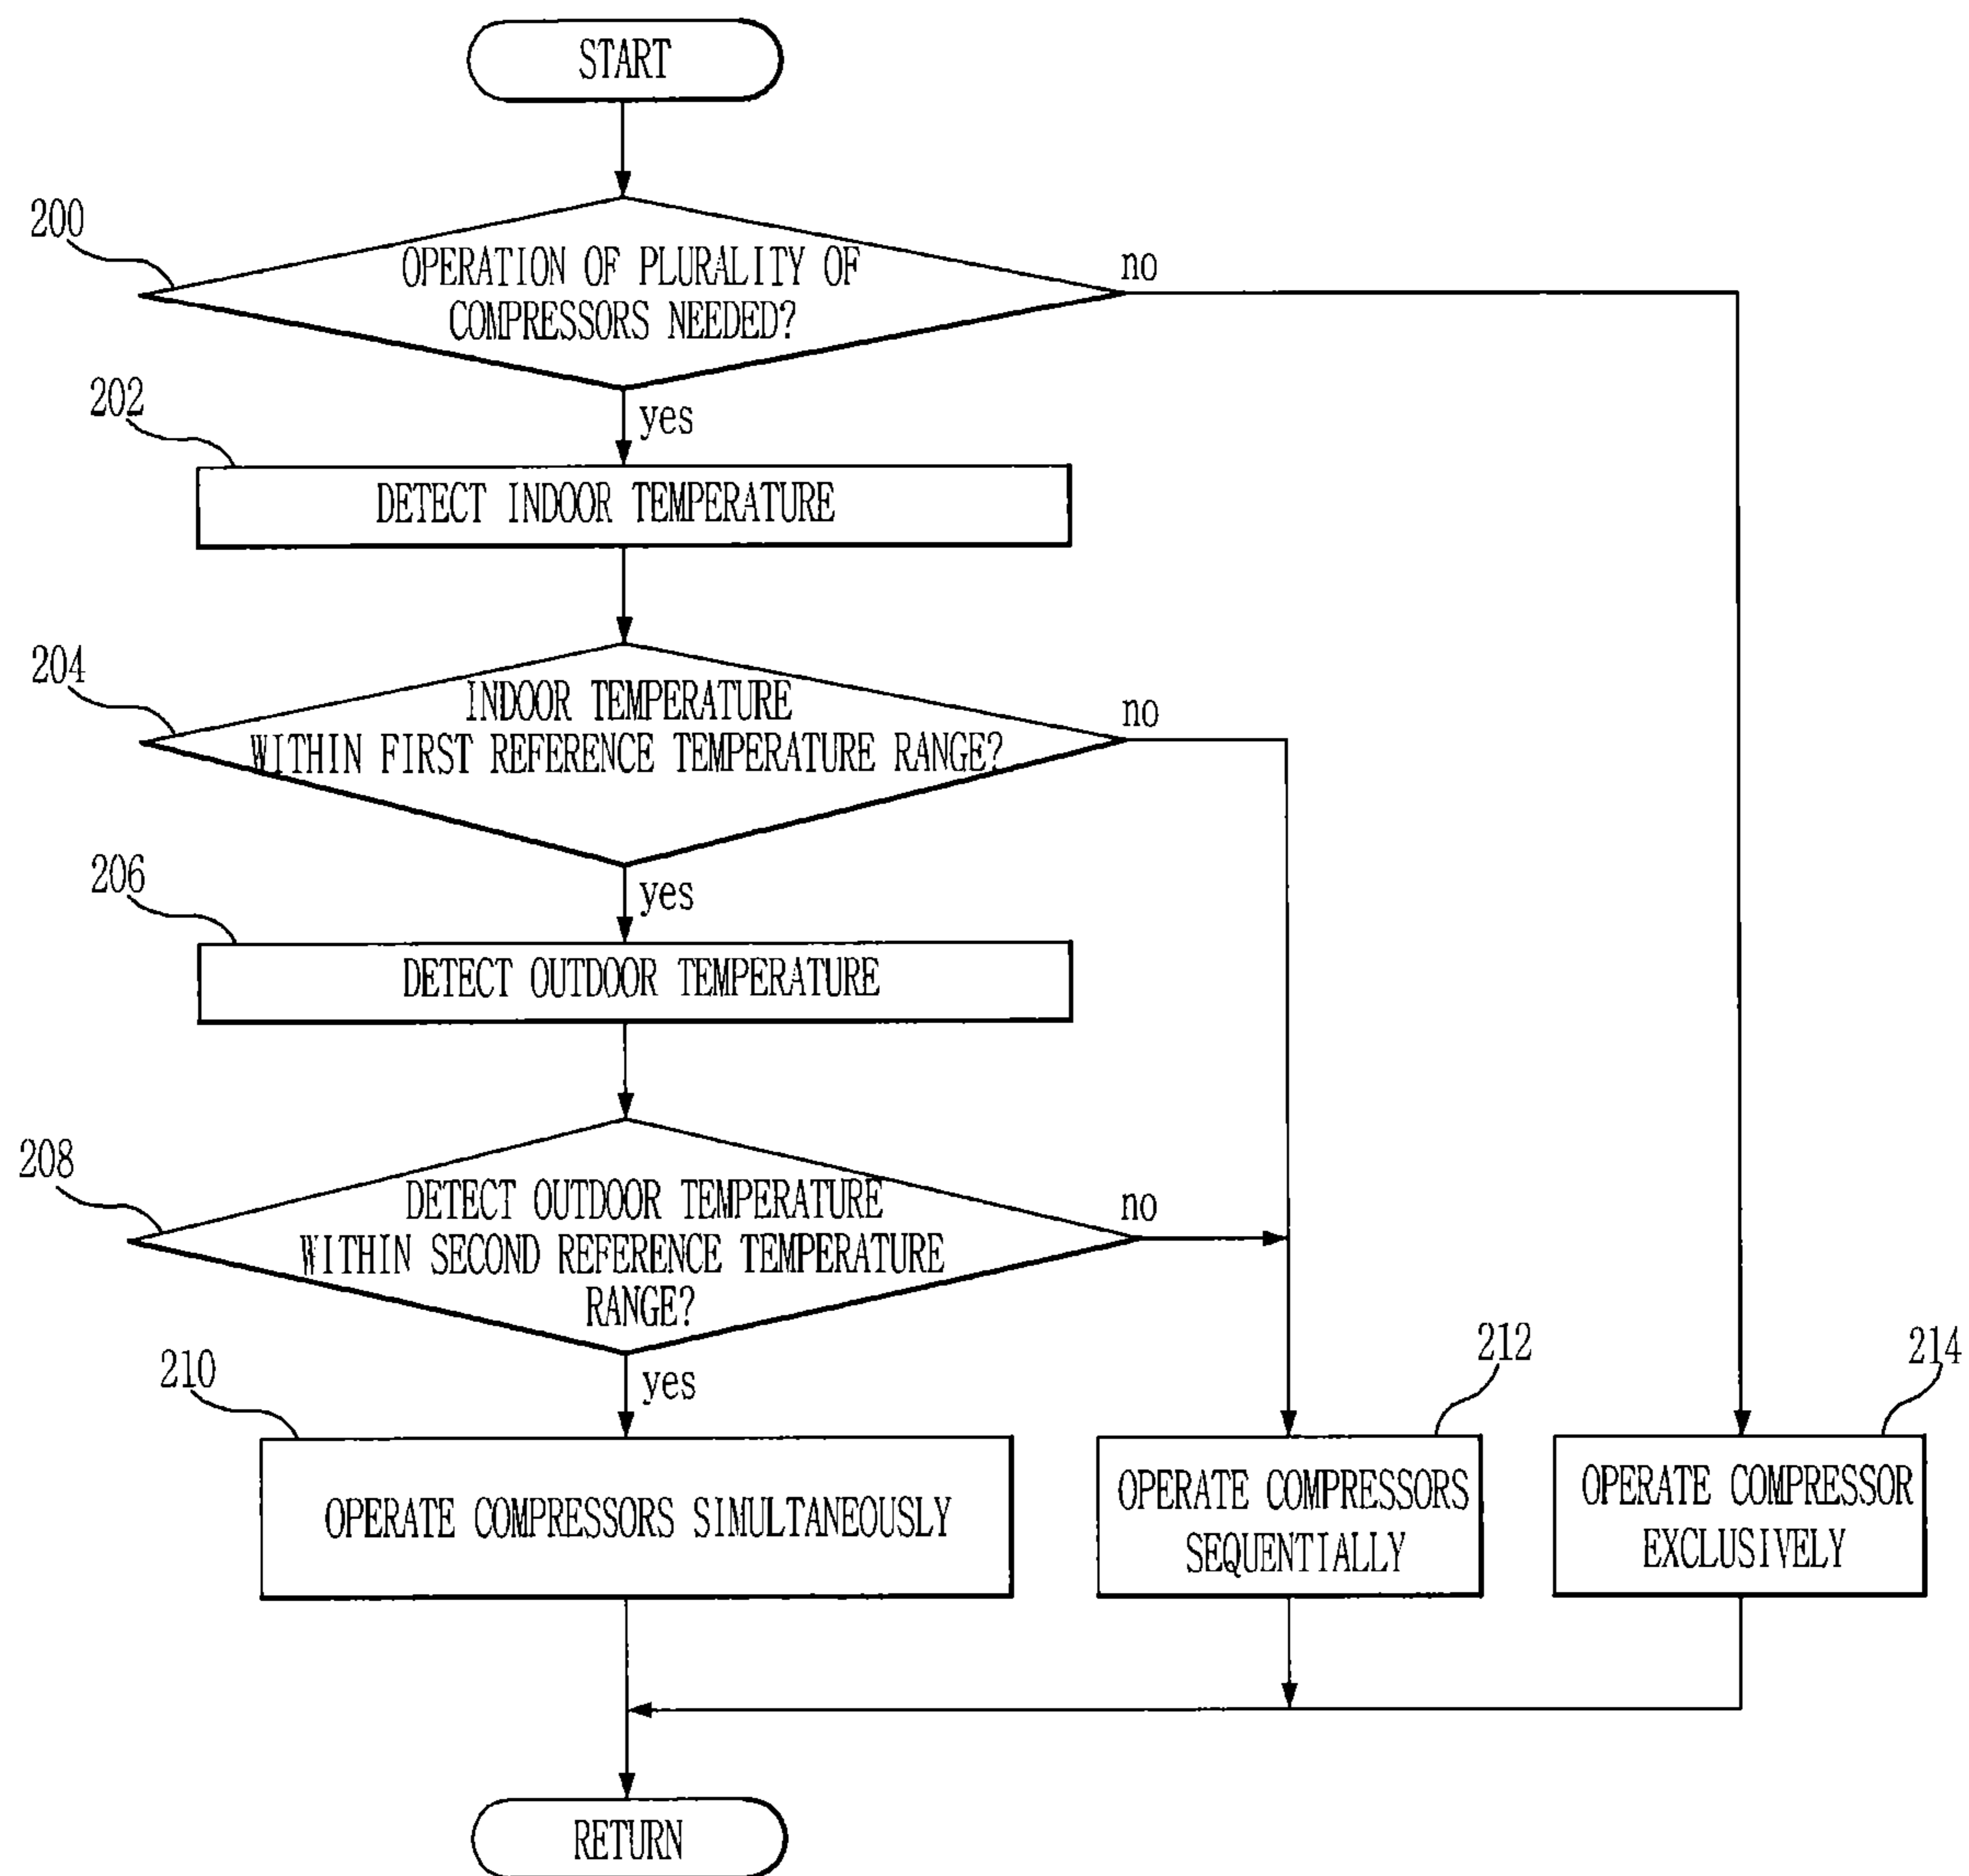 START
200
OPERATION OF PLURALITY OF
COMPRESSORS NEEDED?
no
yes
202
DETECT INDOOR TEMPERATURE
204
INDOOR TEMPERATURE
WITHIN FIRST REFERENCE TEMPERATURE RANGE?
no
yes
206
DETECT OUTDOOR TEMPERATURE
208
DETECT OUTDOOR TEMPERATURE
WITHIN SECOND REFERENCE TEMPERATURE
RANGE?
no
yes
210
OPERATE COMPRESSORS SIMULTANEOUSLY
212
OPERATE COMPRESSORS
SEQUENTIALLY
214
OPERATE COMPRESSOR
EXCLUSIVELY
RETURN